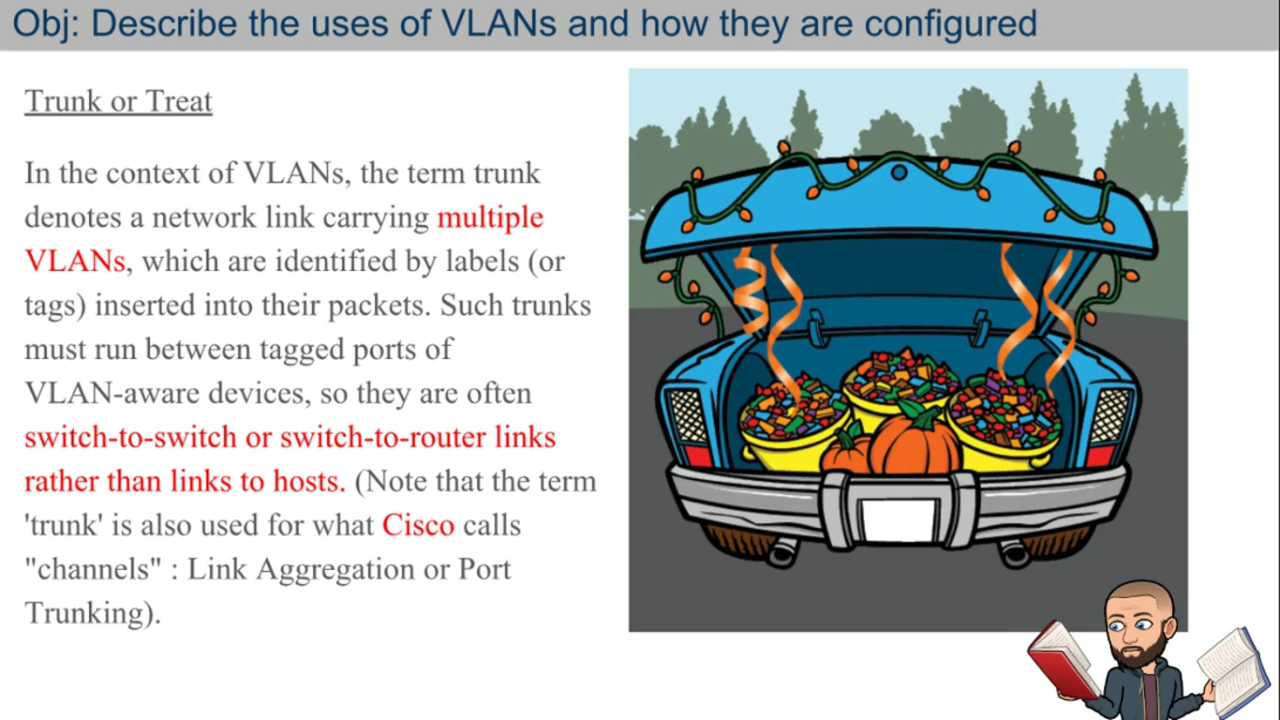 Obj: Describe the uses of VLANs and how they are configured
Trunk or Treat
In the context of VLANs, the term trunk
denotes a network link carrying multiple
VLANs, which are identified by labels (or
tags) inserted into their packets. Such trunks
must run between tagged ports of
VLAN-aware devices, so they are often
switch-to-switch or switch-to-router links
rather than links to hosts. (Note that the term
'trunk' is also used for what Cisco calls
"channels" : Link Aggregation or Port
Trunking).